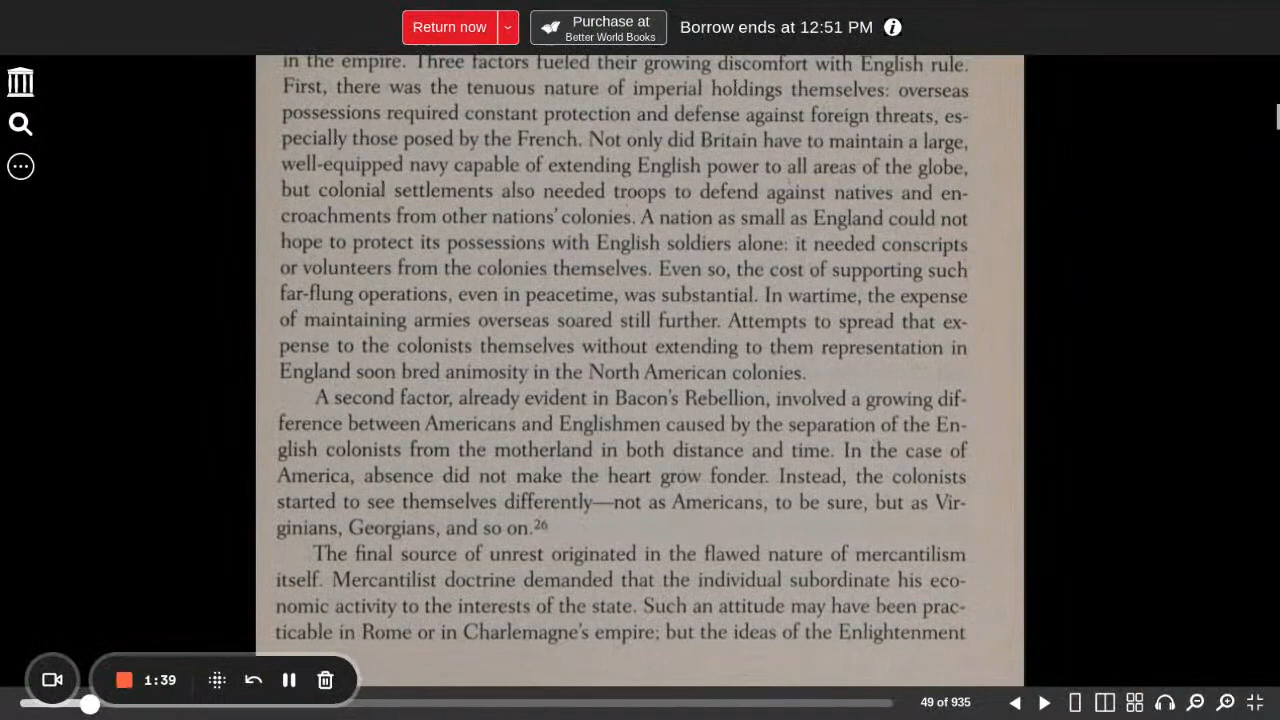 Return now
Purchase at
Better World Books
Borrow ends at 12:51 PM
in the empire. Three factors fueled their growing discomfort with English rule.
First, there was the tenuous nature of imperial holdings themselves: overseas
possessions required constant protection and defense against foreign threats, es-
pecially those posed by the French. Not only did Britain have to maintain a large,
well-equipped navy capable of extending English power to all areas of the globe,
but colonial settlements also needed troops to defend against natives and en-
croachments from other nations' colonies. A nation as small as England could not
hope to protect its possessions with English soldiers alone: it needed conscripts
or volunteers from the colonies themselves. Even so, the cost of supporting such
far-flung operations, even in peacetime, was substantial. In wartime, the expense
of maintaining armies overseas soared still further. Attempts to spread that ex-
pense to the colonists themselves without extending to them representation in
England soon bred animosity in the North American colonies.
A second factor, already evident in Bacon's Rebellion, involved a growing dif-
ference between Americans and Englishmen caused by the separation of the En-
glish colonists from the motherland in both distance and time. In the case of
America, absence did not make the heart grow fonder. Instead, the colonists
started to see themselves differently—not as Americans, to be sure, but as Vir-
ginians, Georgians, and so on.26
The final source of unrest originated in the flawed nature of mercantilism
itself. Mercantilist doctrine demanded that the individual subordinate his eco-
nomic activity to the interests of the state. Such an attitude may have been prac-
ticable in Rome or in Charlemagne's empire; but the ideas of the Enlightenment
1:39
49 of 935